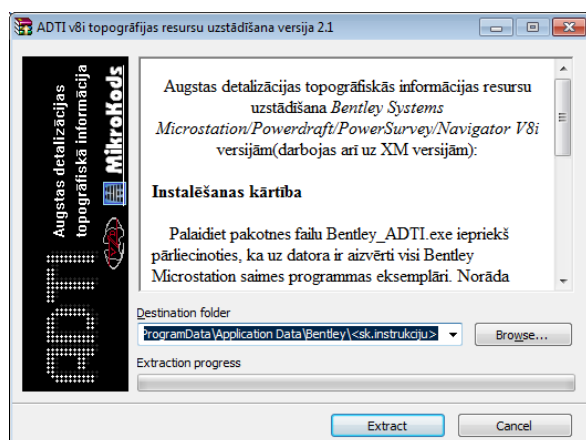 ADTI v8i topogrāfijas resursu uzstādīšana versija 2.1
Augstas detalizācijas
topogrāfiskā informācija
MikroKods
ADTI
Augstas detalizācijas topogrāfiskās informācijas resursu
uzstādīšana Bentley Systems
Microstation/Powerdraft/PowerSurvey/Navigator V8i
versijām(darbojas arī uz XM versijām):
Instalēšanas kārtība
Palaidiet pakotnes failu Bentley_ADTI.exe iepriekš
pārliecinoties, ka uz datora ir aizvērti visi Bentley
Microstation saimes programmas eksemplāri. Norāda
Destination folder
ProgramData\Application Data\Bentley\<sk.instrukciju>
Browse...
Extraction progress
Extract
Cancel